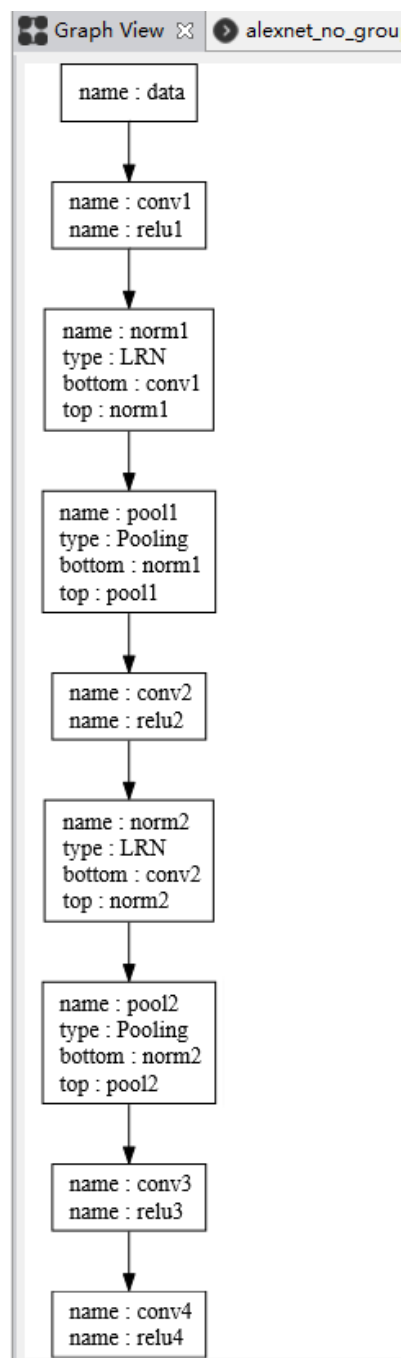 Graph View
alexnet_no_grou
name : data
name : conv1
name : relu1
name : norm1
type : LRN
bottom : conv1
top : norm1
name : pool1
type : Pooling
bottom : norm1
top : pool1
name : conv2
name : relu2
name : norm2
type : LRN
bottom : conv2
top : norm2
name : pool2
type : Pooling
bottom : norm2
top : pool2
name : conv3
name : relu3
name : conv4
name : relu4